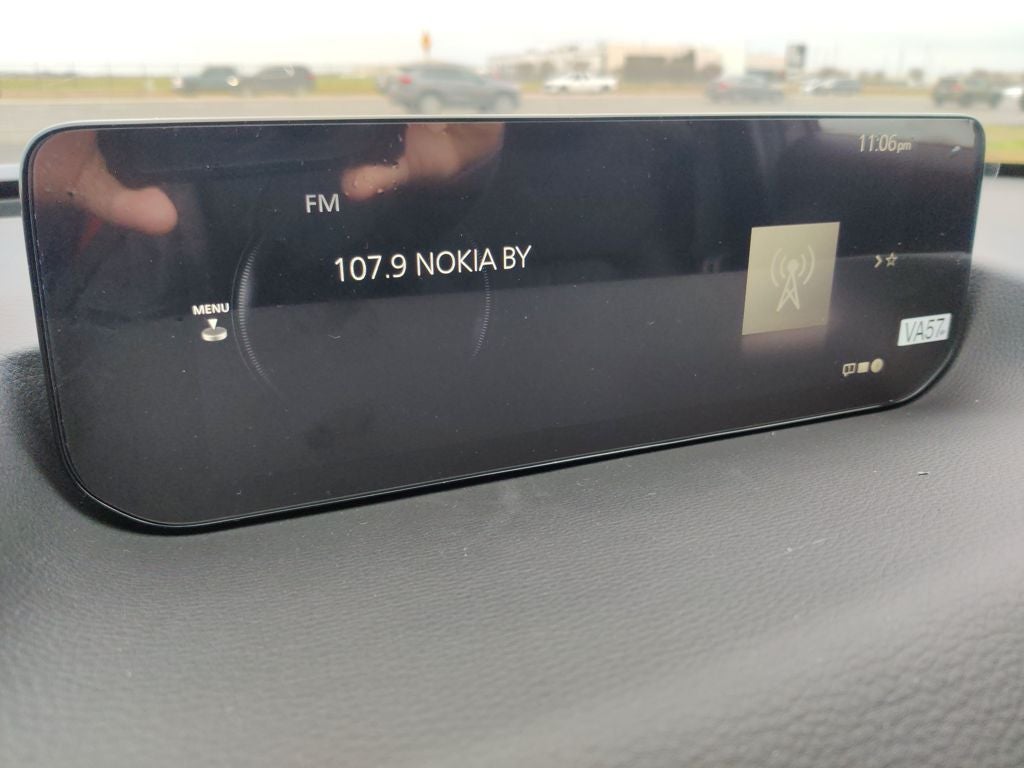 11:06pm
FM
107.9 NOKIA BY
MENU
VA57